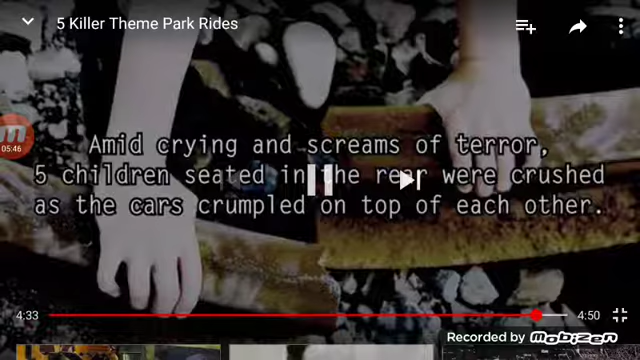 5 Killer Theme Park Rides
05:46
Amid crying and screams of terror,
5 children seated in the rear were crushed
as the cars crumpled on top of each other.
4:33
4:50
Recorded by
mobizen